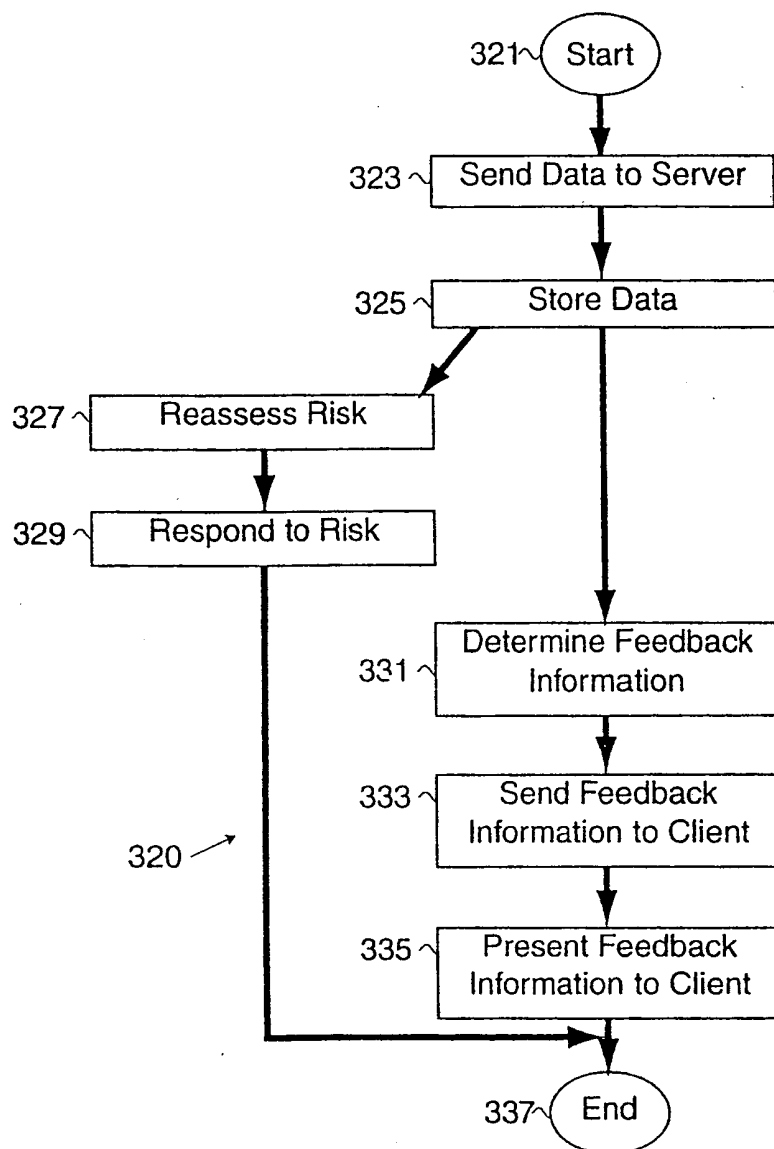 321 Start
323 Send Data to Server
325 Store Data
327 Reassess Risk
329 Respond to Risk
331 Determine Feedback
Information
333 Send Feedback
Information to Client
320
335 Present Feedback
Information to Client
337 End